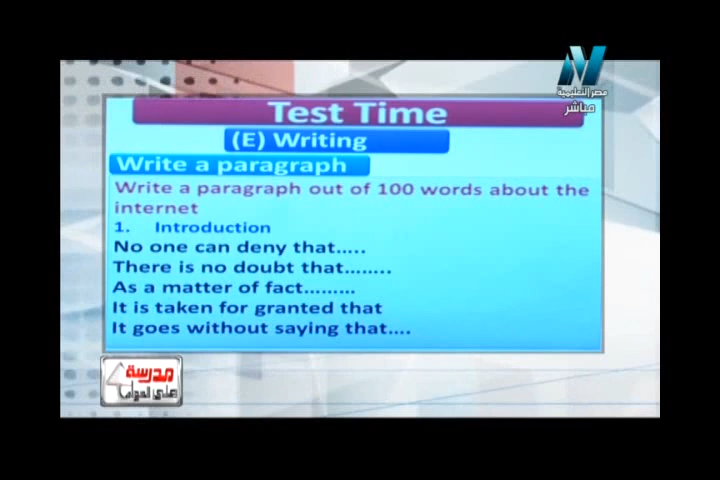 مصر التعليمية
مباشر
Test Time
(E) Writing
Write a paragraph
Write a paragraph out of 100 words about the
internet
1. Introduction
No one can deny that.....
There is no doubt that........
As a matter of fact.........
It is taken for granted that
It goes without saying that....
مدرسة
على الهواء